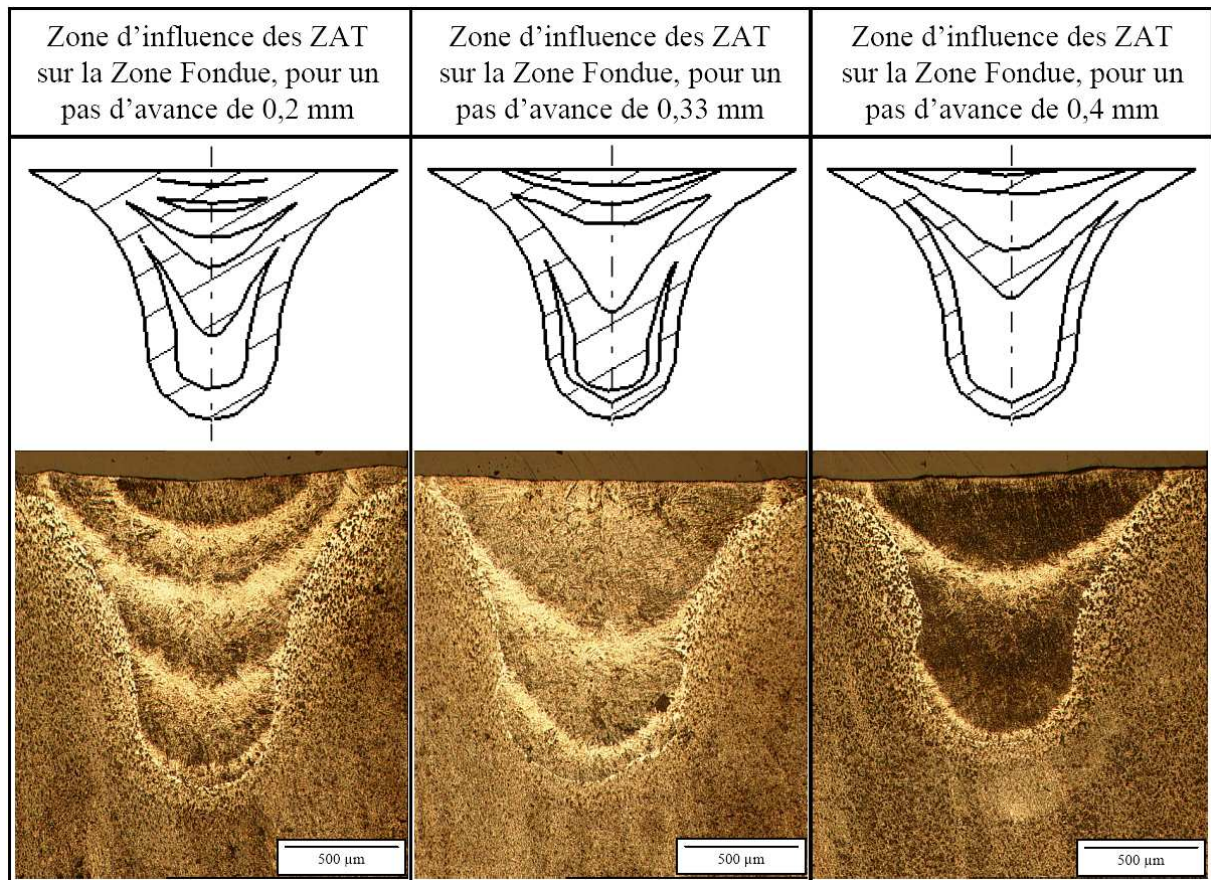 Zone d'influence des ZAT
sur la Zone Fondue, pour un
pas d'avance de 0,2 mm
Zone d'influence des ZAT
sur la Zone Fondue, pour un
pas d'avance de 0,33 mm
Zone d'influence des ZAT
sur la Zone Fondue, pour un
pas d'avance de 0,4 mm
500 µm
500 µm
500 µm